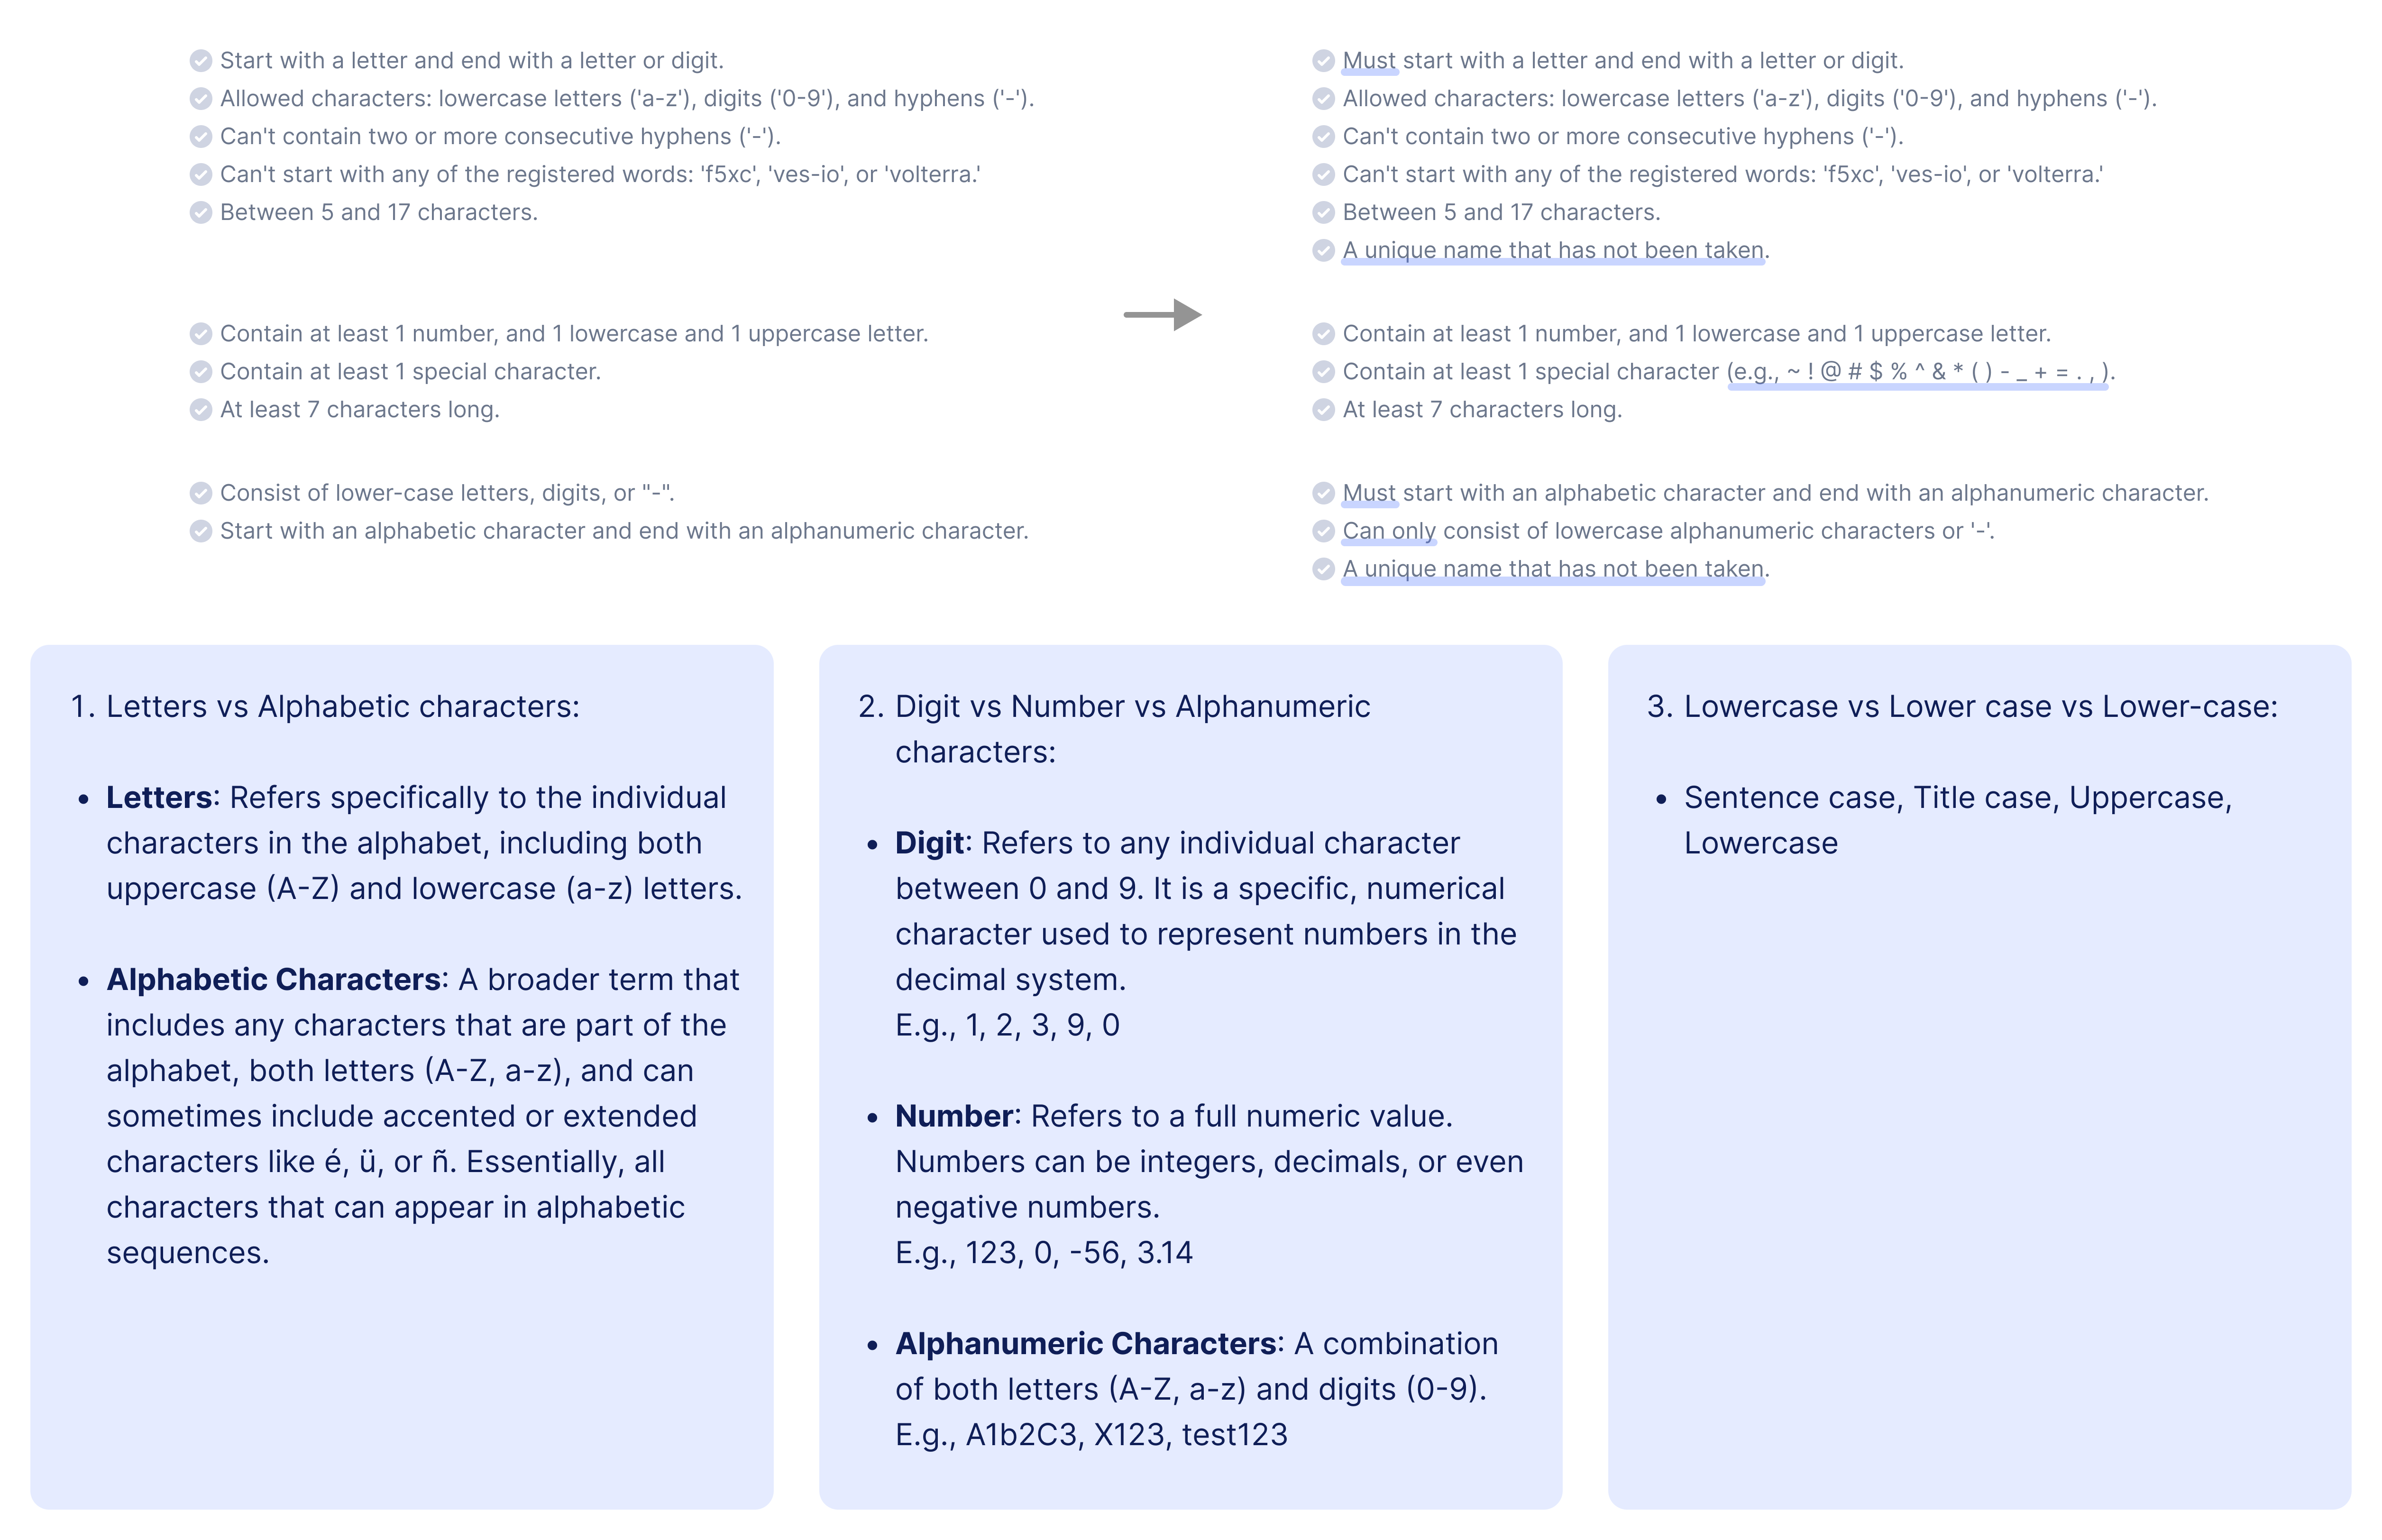 Start with a letter and end with a letter or digit.
Allowed characters: lowercase letters ('a-z'), digits ('0-9'), and hyphens ('-').
Can't contain two or more consecutive hyphens ('-').
Can't start with any of the registered words: 'f5xc', 'ves-io', or 'volterra.'
Between 5 and 17 characters.
Contain at least 1 number, and 1 lowercase and 1 uppercase letter.
Contain at least 1 special character.
At least 7 characters long.
Consist of lower-case letters, digits, or "-".
Start with an alphabetic character and end with an alphanumeric character.
Must start with a letter and end with a letter or digit.
Allowed characters: lowercase letters ('a-z'), digits ('0-9'), and hyphens ('-').
Can't contain two or more consecutive hyphens ('-').
Can't start with any of the registered words: 'f5xc', 'ves-io', or 'volterra.'
Between 5 and 17 characters.
A unique name that has not been taken.
Contain at least 1 number, and 1 lowercase and 1 uppercase letter.
Contain at least 1 special character (e.g., ~ ! @ # $ % ^ & * ( ) - _ + = . , ).
At least 7 characters long.
Must start with an alphabetic character and end with an alphanumeric character.
Can only consist of lowercase alphanumeric characters or '-'.
A unique name that has not been taken.
1. Letters vs Alphabetic characters:
• Letters: Refers specifically to the individual
characters in the alphabet, including both
uppercase (A-Z) and lowercase (a-z) letters.
• Alphabetic Characters: A broader term that
includes any characters that are part of the
alphabet, both letters (A-Z, a-z), and can
sometimes include accented or extended
characters like é, ü, or ñ. Essentially, all
characters that can appear in alphabetic
sequences.
2. Digit vs Number vs Alphanumeric
characters:
• Digit: Refers to any individual character
between 0 and 9. It is a specific, numerical
character used to represent numbers in the
decimal system.
E.g., 1, 2, 3, 9, 0
• Number: Refers to a full numeric value.
Numbers can be integers, decimals, or even
negative numbers.
E.g., 123, 0, -56, 3.14
• Alphanumeric Characters: A combination
of both letters (A-Z, a-z) and digits (0-9).
E.g., A1b2C3, X123, test123
3. Lowercase vs Lower case vs Lower-case:
• Sentence case, Title case, Uppercase,
Lowercase